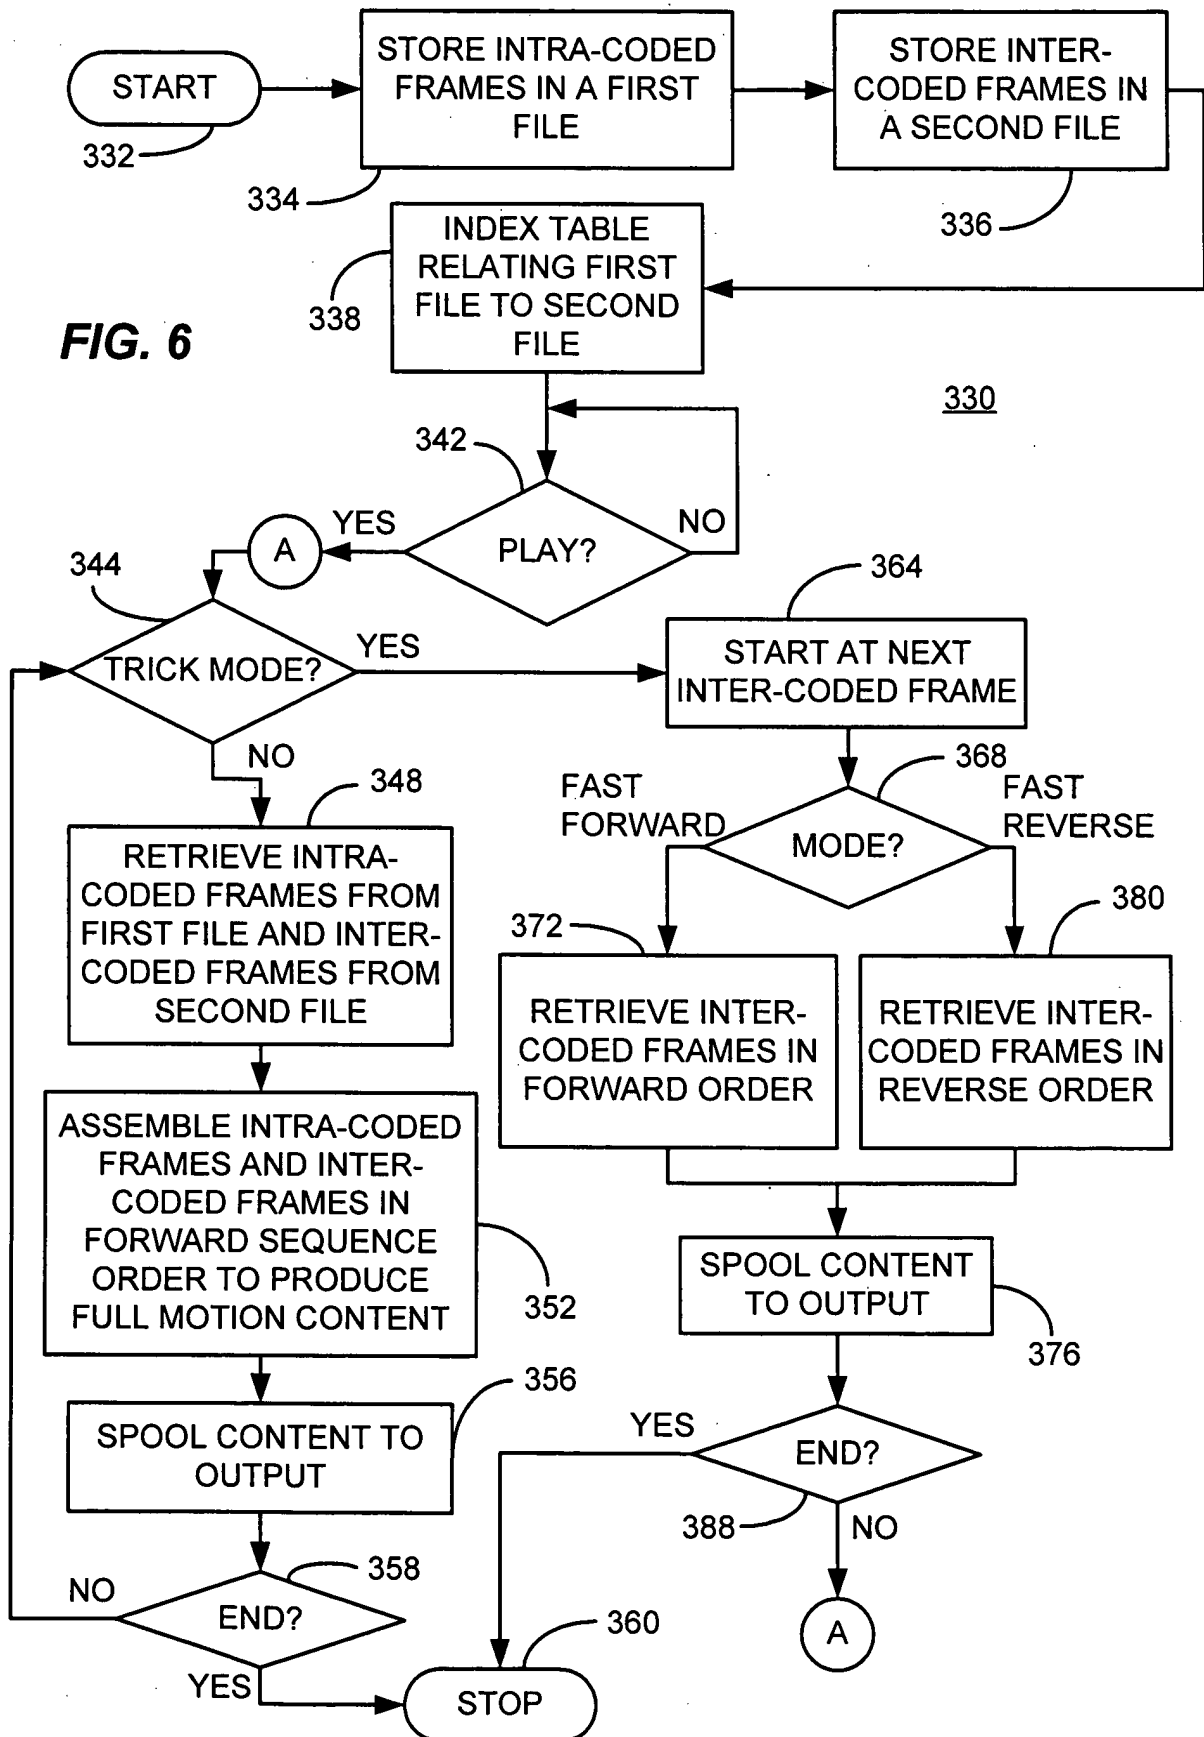 START
332
STORE INTRA-CODED
FRAMES IN A FIRST
FILE
334
STORE INTER-
CODED FRAMES IN
A SECOND FILE
336
INDEX TABLE
RELATING FIRST
FILE TO SECOND
FILE
338
FIG. 6
330
342
PLAY?
YES
NO
A
344
TRICK MODE?
YES
NO
364
START AT NEXT
INTER-CODED FRAME
368
MODE?
FAST
FORWARD
FAST
REVERSE
348
RETRIEVE INTRA-
CODED FRAMES FROM
FIRST FILE AND INTER-
CODED FRAMES FROM
SECOND FILE
372
RETRIEVE INTER-
CODED FRAMES IN
FORWARD ORDER
380
RETRIEVE INTER-
CODED FRAMES IN
REVERSE ORDER
ASSEMBLE INTRA-CODED
FRAMES AND INTER-
CODED FRAMES IN
FORWARD SEQUENCE
ORDER TO PRODUCE
FULL MOTION CONTENT
352
SPOOL CONTENT
TO OUTPUT
376
356
SPOOL CONTENT TO
OUTPUT
YES
END?
388
NO
358
NO
END?
YES
360
STOP
A